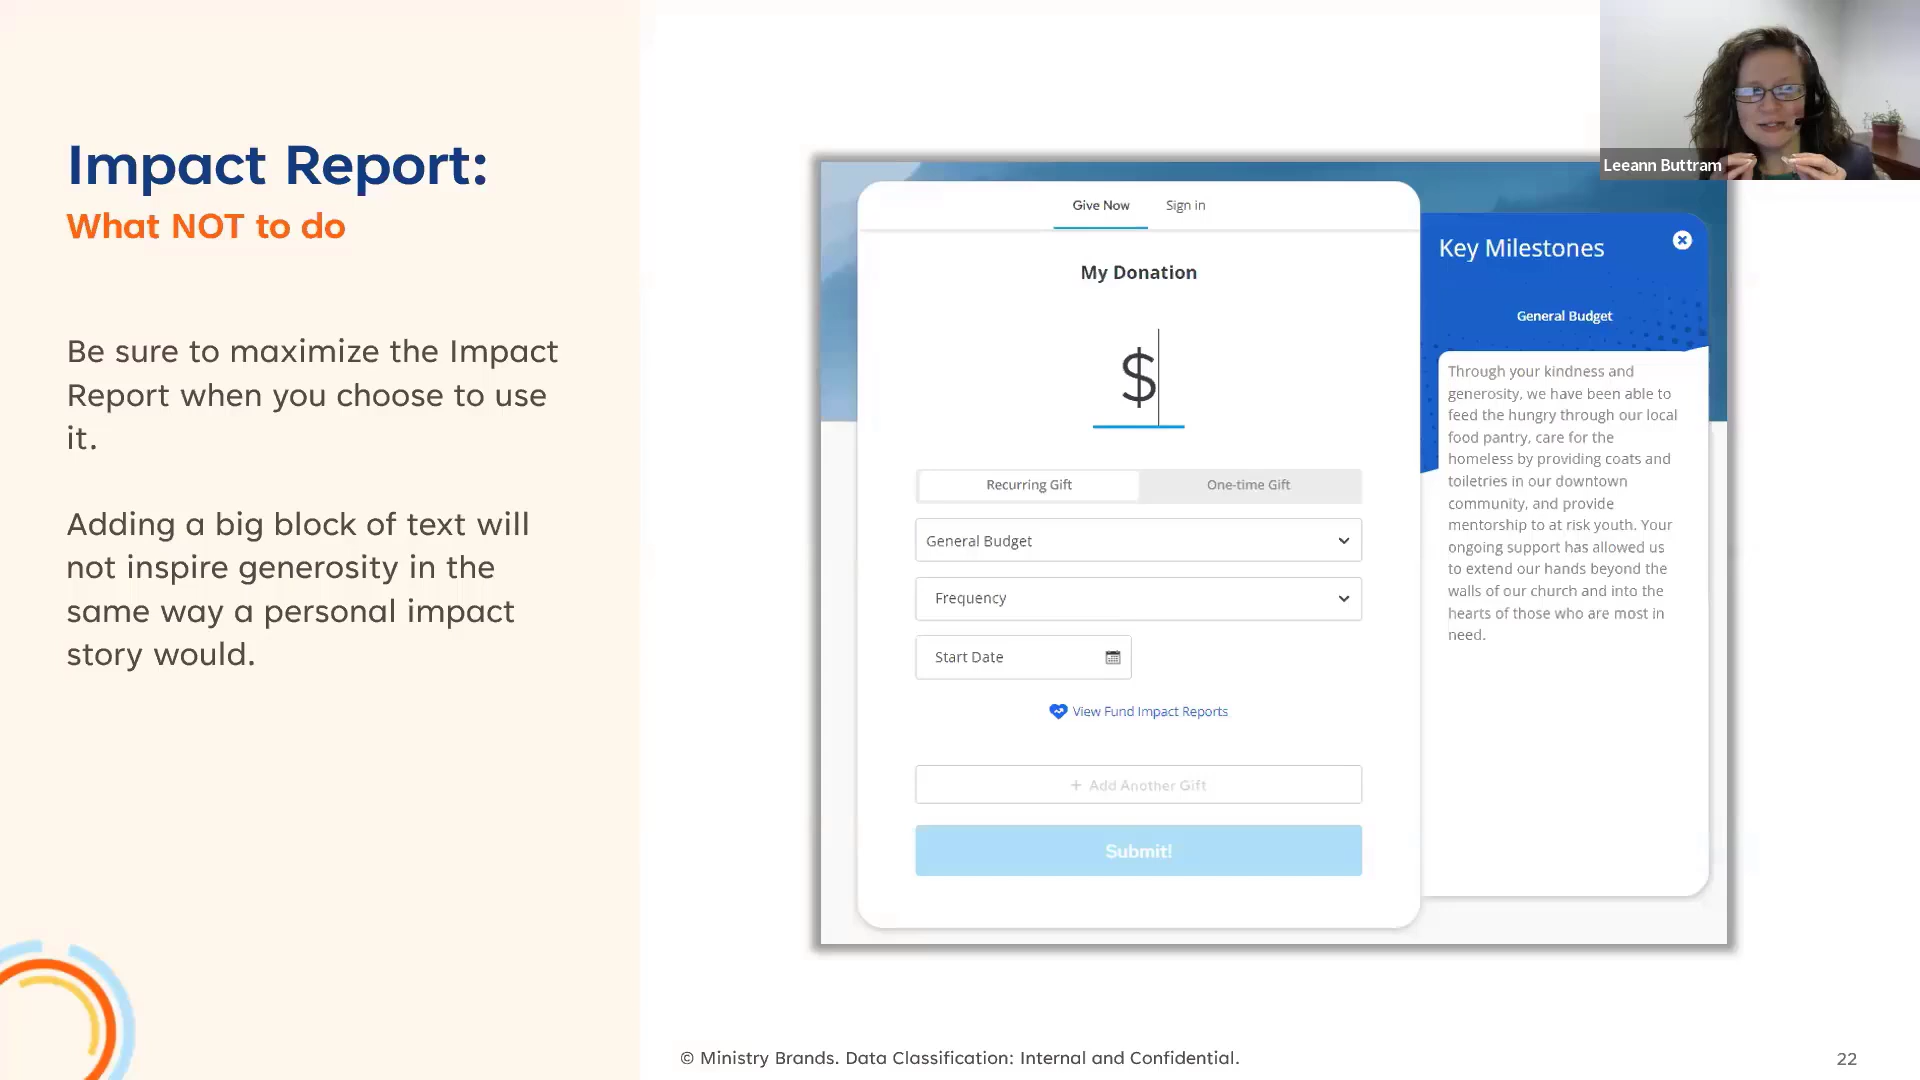 Impact Report:
What NOT to do
Be sure to maximize the Impact
Report when you choose to use
it.
Adding a big block of text will
not inspire generosity in the
same way a personal impact
story would.
Give Now
Sign in
My Donation
$
Recurring Gift
One-time Gift
General Budget
Frequency
Start Date
View Fund Impact Reports
+ Add Another Gift
Submit!
Key Milestones
General Budget
Through your kindness and
generosity, we have been able to
feed the hungry through our local
food pantry, care for the
homeless by providing coats and
toiletries in our downtown
community, and provide
mentorship to at risk youth. Your
ongoing support has allowed us
to extend our hands beyond the
walls of our church and into the
hearts of those who are most in
need.
Leeann Buttram
© Ministry Brands. Data Classification: Internal and Confidential.
22